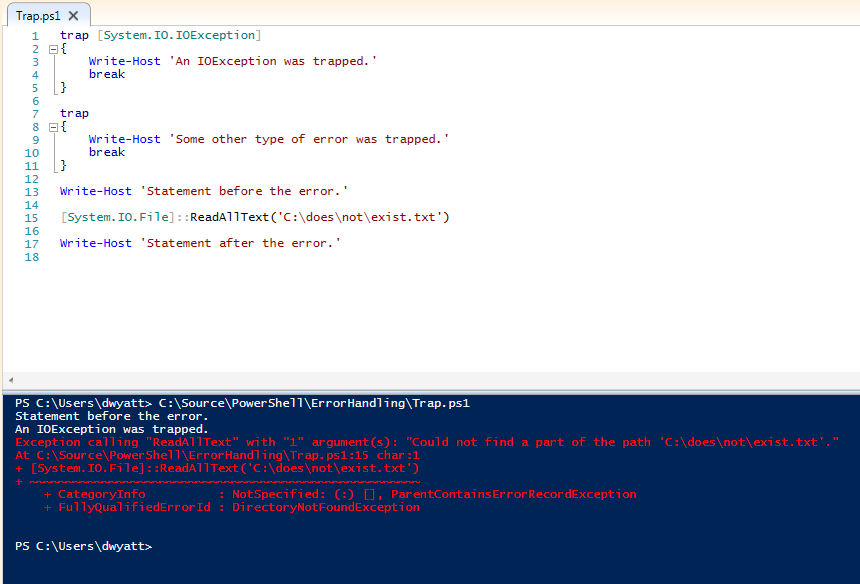 Trap.ps1
1 trap [System.IO.IOException]
2 {
3     Write-Host 'An IOException was trapped.'
4     break
5 }
6
7 trap
8 {
9     Write-Host 'Some other type of error was trapped.'
10     break
11 }
12
13 Write-Host 'Statement before the error.'
14
15 [System.IO.File]::ReadAllText('C:\does\not\exist.txt')
16
17 Write-Host 'Statement after the error.'
18
PS C:\Users\dwyatt> C:\Source\PowerShell\ErrorHandling\Trap.ps1
Statement before the error.
An IOException was trapped.
Exception calling "ReadAllText" with "1" argument(s): "Could not find a part of the path 'C:\does\not\exist.txt'."
At C:\Source\PowerShell\ErrorHandling\Trap.ps1:15 char:1
+ [System.IO.File]::ReadAllText('C:\does\not\exist.txt')
+ ~~~~~~~~~~~~~~~~~~~~~~~~~~~~~~~~~~~~~~~~~~~~~~~~~~~~~~
    + CategoryInfo          : NotSpecified: (:) [], ParentContainsErrorRecordException
    + FullyQualifiedErrorId : DirectoryNotFoundException
PS C:\Users\dwyatt>